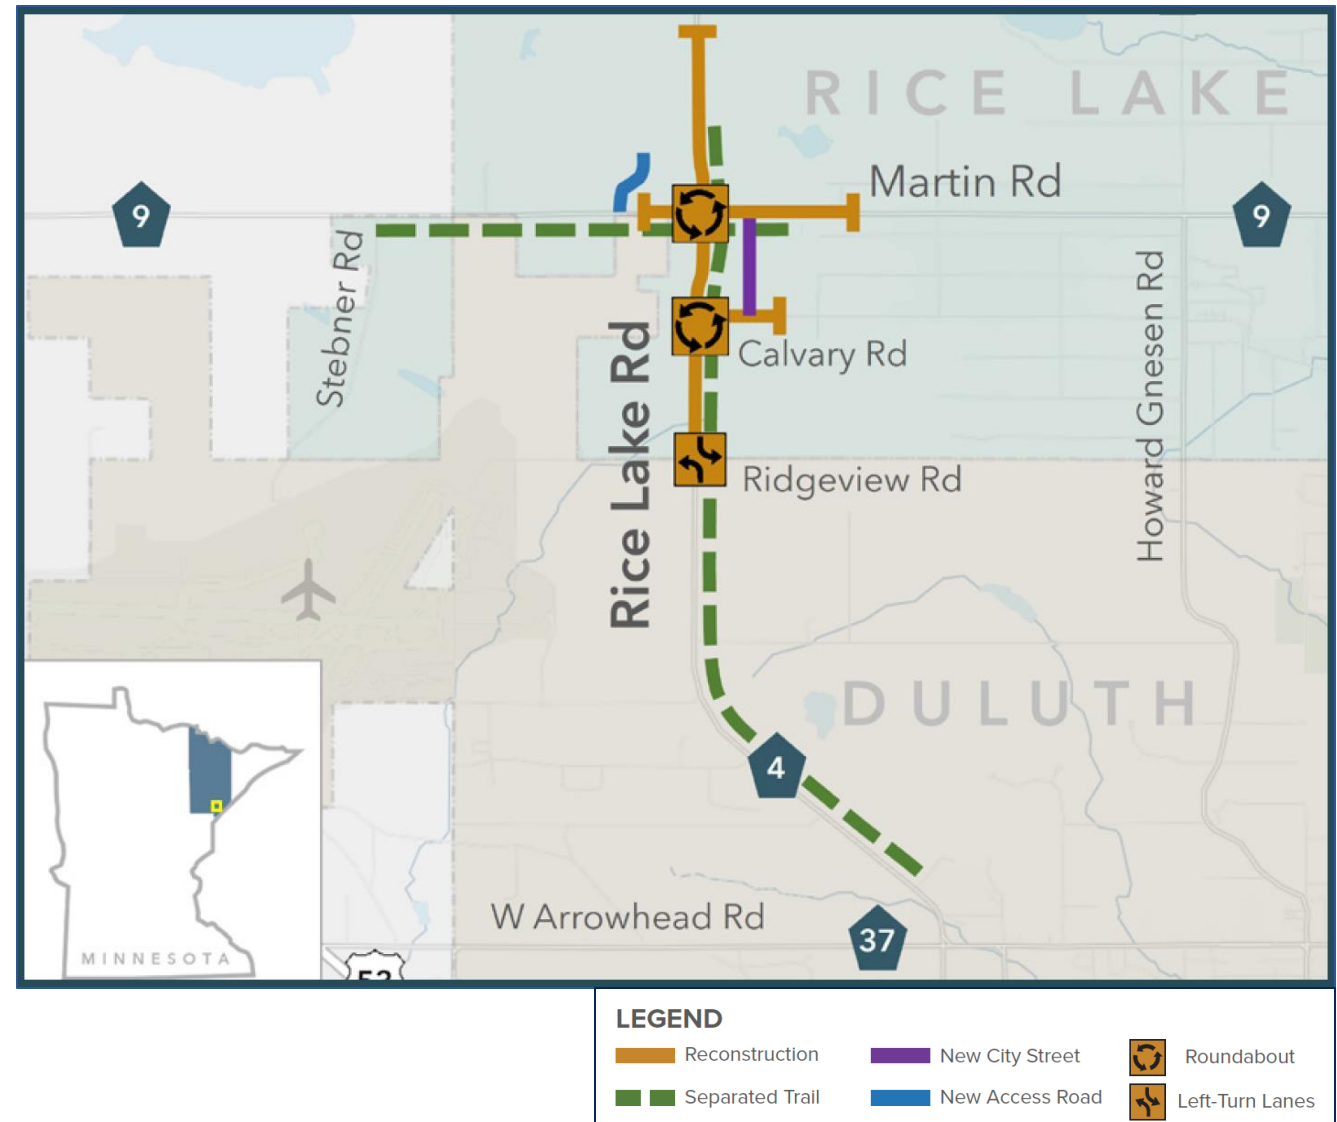 RICE LAKE
Martin Rd
9
9
Stebner Rd
Howard Gnesen Rd
Rice Lake Rd
Calvary Rd
Ridgeview Rd
DULUTH
4
W Arrowhead Rd
37
MINNESOTA
53
LEGEND
Reconstruction
New City Street
Roundabout
Separated Trail
New Access Road
Left-Turn Lanes